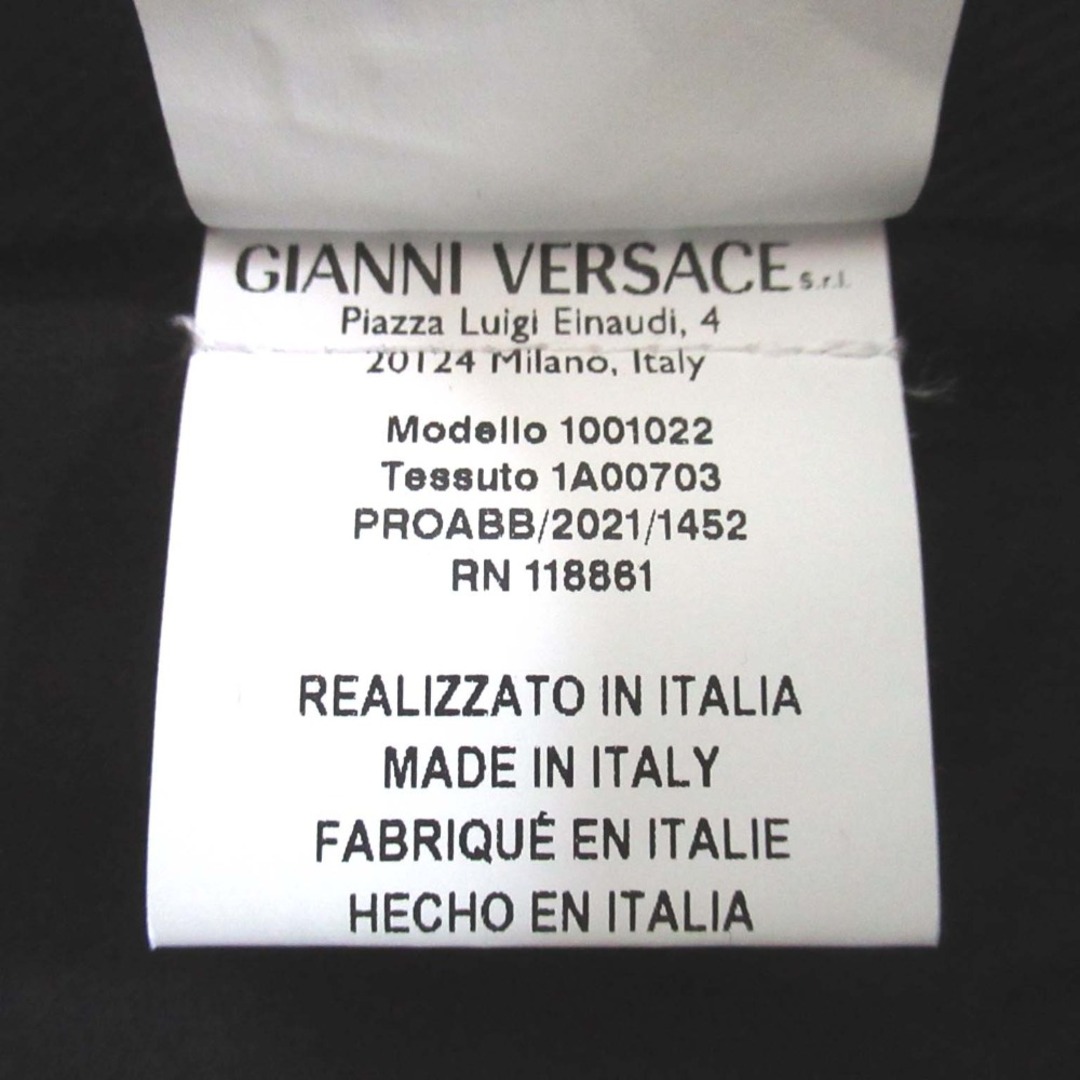 GIANNI VERSACE S.r.l.
Piazza Luigi Einaudi, 4
20124 Milano, Italy
Modello 1001022
Tessuto 1A00703
PROABB/2021/1452
RN 118861
REALIZZATO IN ITALIA
MADE IN ITALY
FABRIQUÉ EN ITALIE
HECHO EN ITALIA